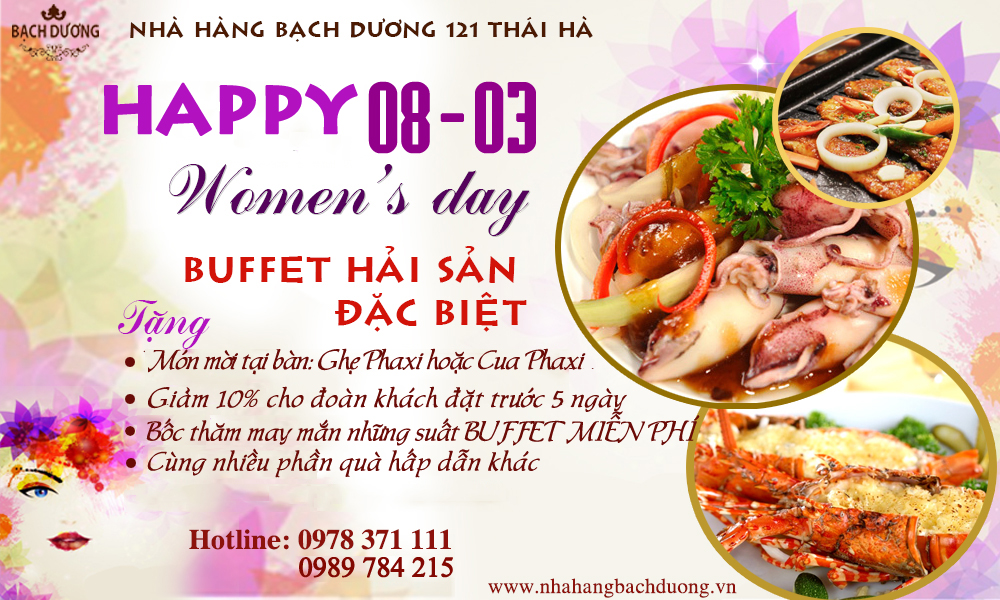 BẠCH DƯƠNG
NHÀ HÀNG BẠCH DƯƠNG 121 THÁI HÀ
HAPPY 08-03
Women's day
BUFFET HẢI SẢN
ĐẶC BIỆT
Tặng
• Món mời tại bàn: Ghẹ Phaxi hoặc Cua Phaxi
• Giảm 10% cho đoàn khách đặt trước 5 ngày
• Bốc thăm may mắn những suất BUFFET MIỄN PHÍ
• Cùng nhiều phần quà hấp dẫn khác
Hotline: 0978 371 111
0989 784 215
www.nhahangbachduong.vn